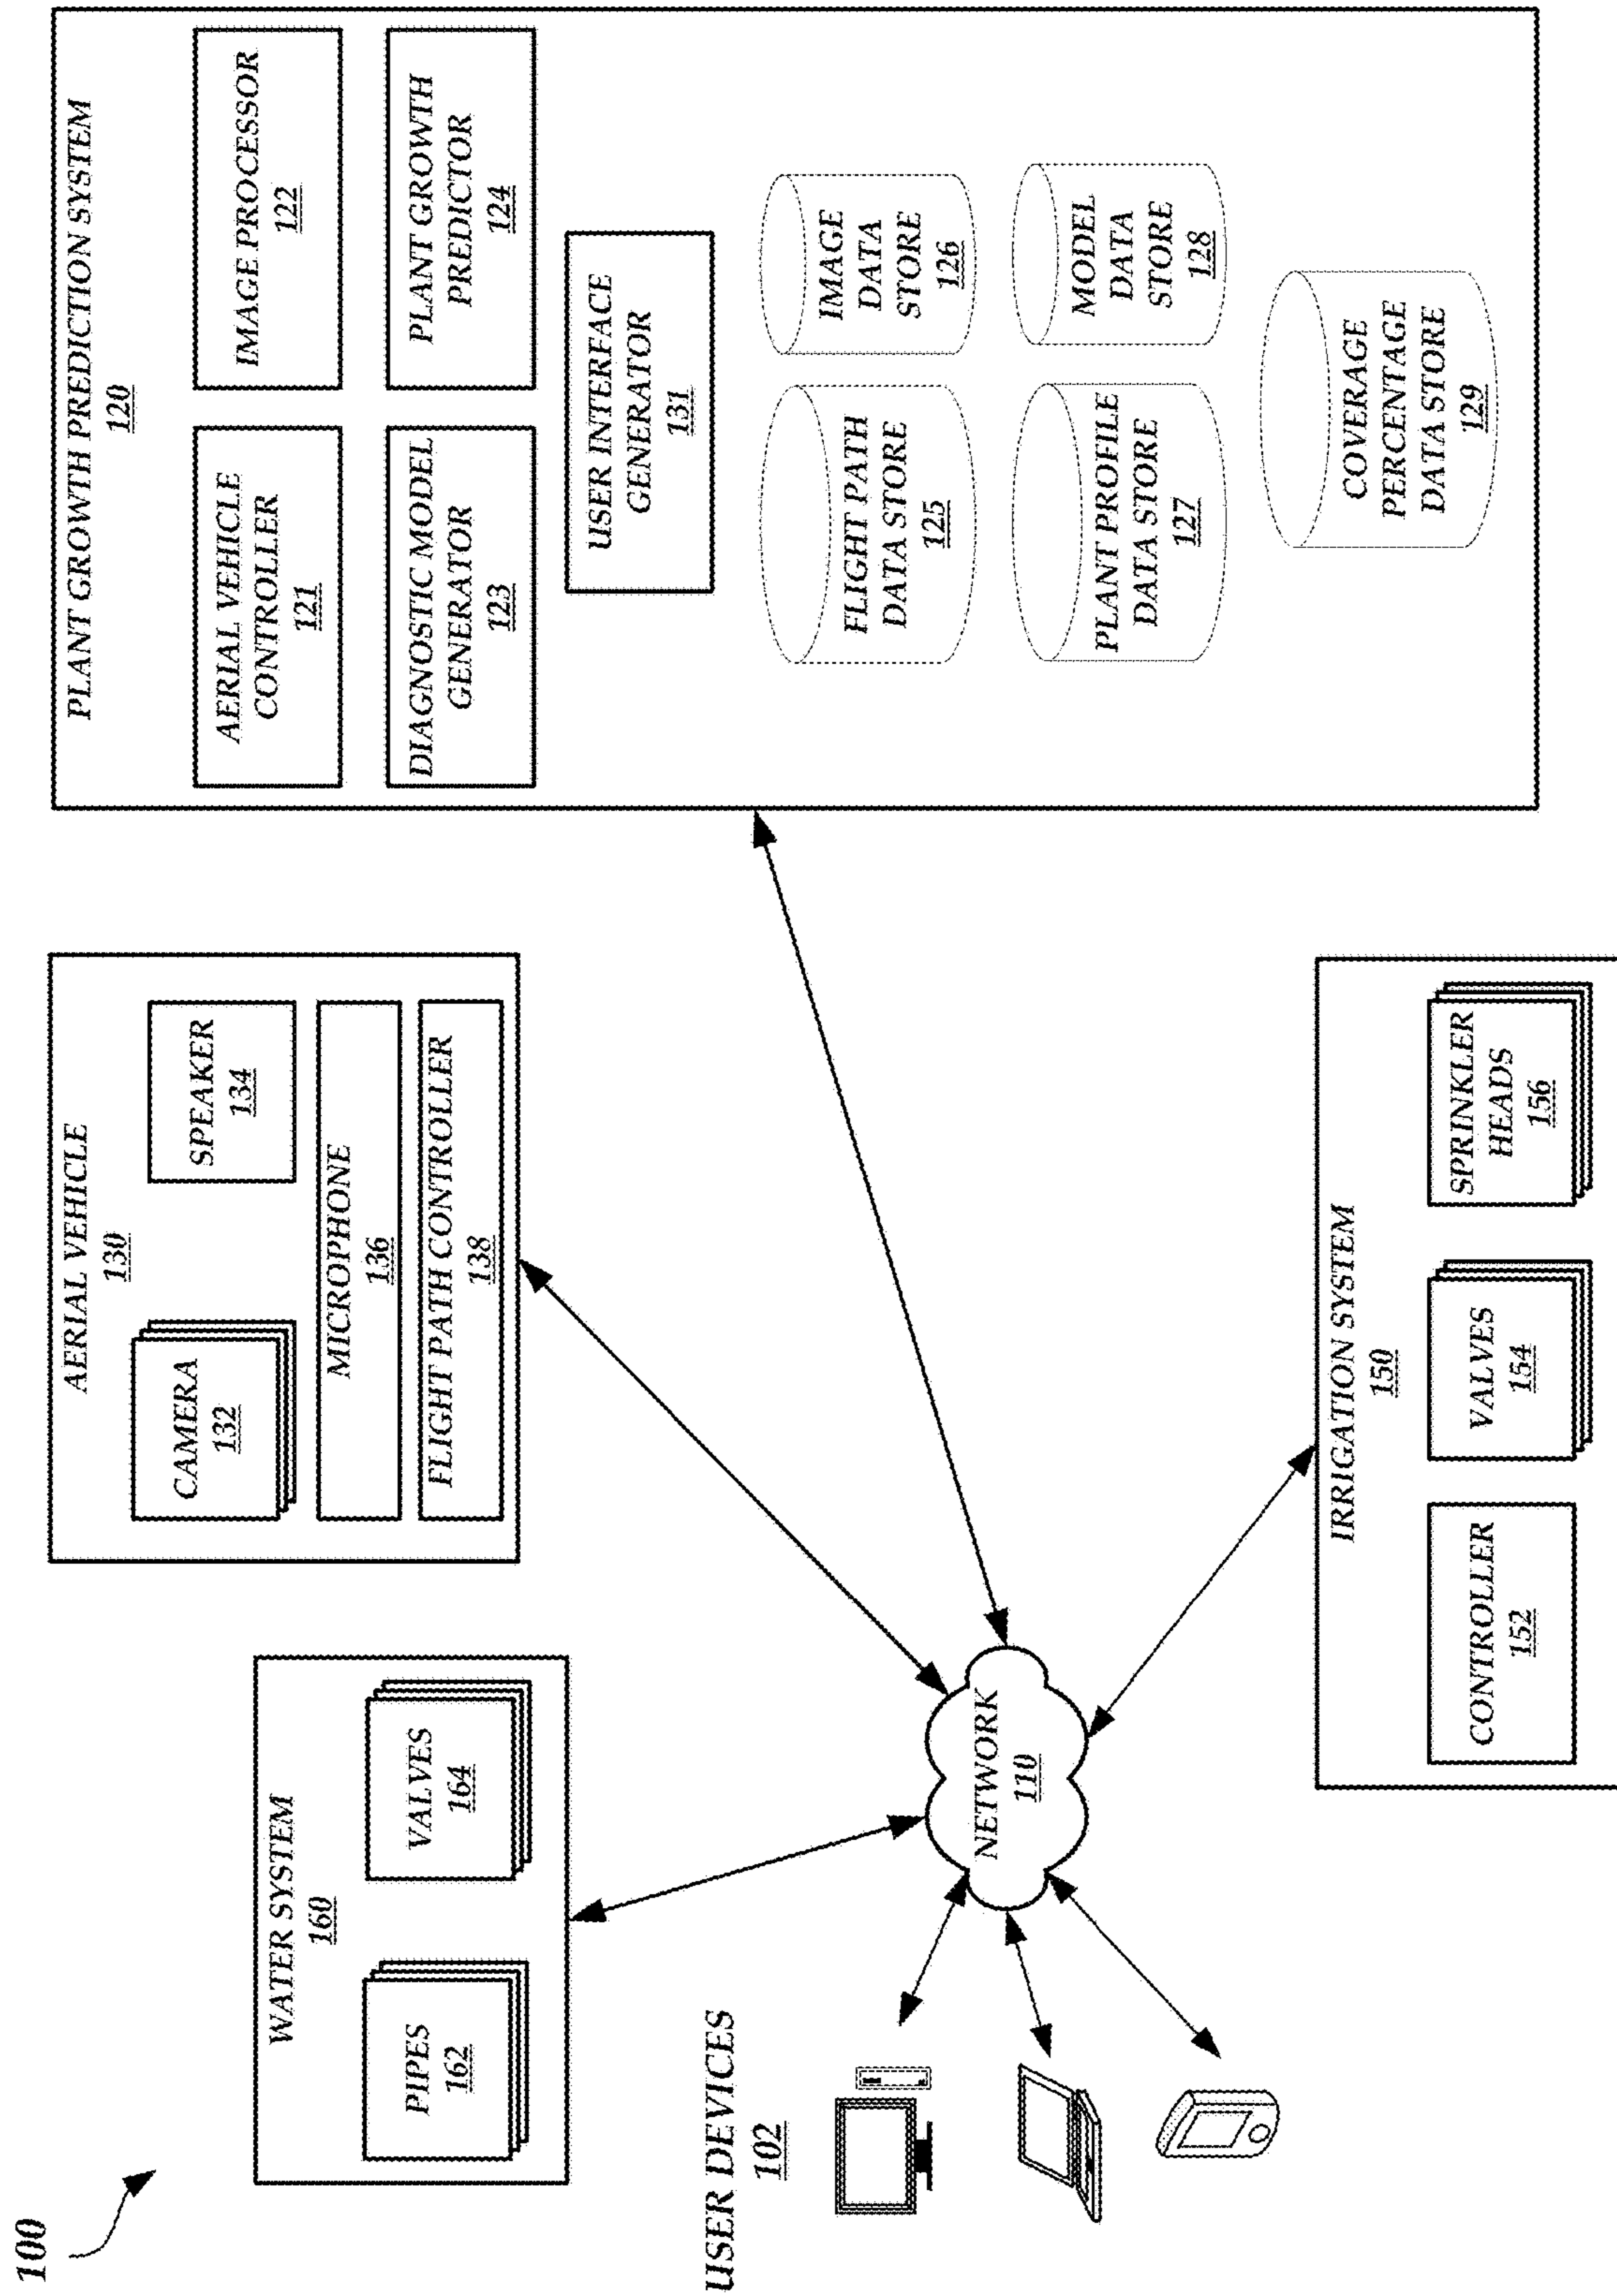 100
WATER SYSTEM
160
PIPES
162
VALVES
164
AERIAL VEHICLE
130
CAMERA
132
SPEAKER
134
MICROPHONE
136
FLIGHT PATH CONTROLLER
138
PLANT GROWTH PREDICTION SYSTEM
120
AERIAL VEHICLE
CONTROLLER
121
IMAGE PROCESSOR
122
DIAGNOSTIC MODEL
GENERATOR
123
PLANT GROWTH
PREDICTOR
124
USER INTERFACE
GENERATOR
131
FLIGHT PATH
DATA STORE
125
IMAGE
DATA
STORE
126
PLANT PROFILE
DATA STORE
127
MODEL
DATA
STORE
128
COVERAGE
PERCENTAGE
DATA STORE
129
USER DEVICES
102
NETWORK
110
IRRIGATION SYSTEM
150
CONTROLLER
152
VALVES
154
SPRINKLER
HEADS
156